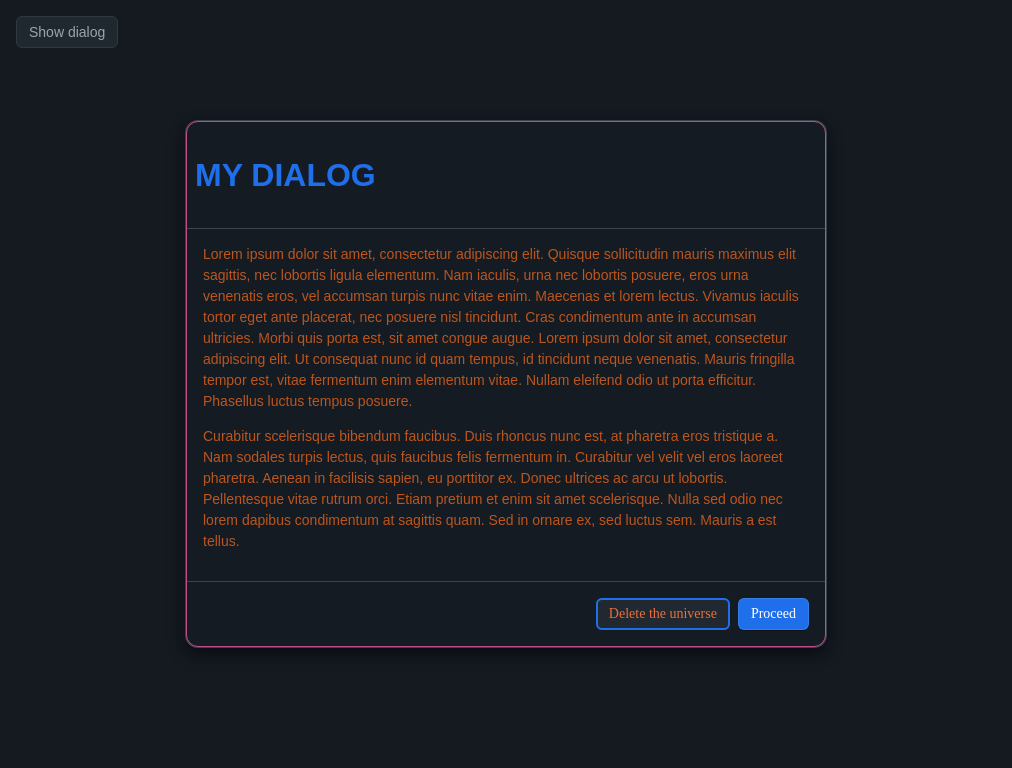 Show dialog
MY DIALOG
Lorem ipsum dolor sit amet, consectetur adipiscing elit. Quisque sollicitudin mauris maximus elit
sagittis, nec lobortis ligula elementum. Nam iaculis, urna nec lobortis posuere, eros urna
venenatis eros, vel accumsan turpis nunc vitae enim. Maecenas et lorem lectus. Vivamus iaculis
tortor eget ante placerat, nec posuere nisl tincidunt. Cras condimentum ante in accumsan
ultricies. Morbi quis porta est, sit amet congue augue. Lorem ipsum dolor sit amet, consectetur
adipiscing elit. Ut consequat nunc id quam tempus, id tincidunt neque venenatis. Mauris fringilla
tempor est, vitae fermentum enim elementum vitae. Nullam eleifend odio ut porta efficitur.
Phasellus luctus tempus posuere.
Curabitur scelerisque bibendum faucibus. Duis rhoncus nunc est, at pharetra eros tristique a.
Nam sodales turpis lectus, quis faucibus felis fermentum in. Curabitur vel velit vel eros laoreet
pharetra. Aenean in facilisis sapien, eu porttitor ex. Donec ultrices ac arcu ut lobortis.
Pellentesque vitae rutrum orci. Etiam pretium et enim sit amet scelerisque. Nulla sed odio nec
lorem dapibus condimentum at sagittis quam. Sed in ornare ex, sed luctus sem. Mauris a est
tellus.
Delete the universe
Proceed